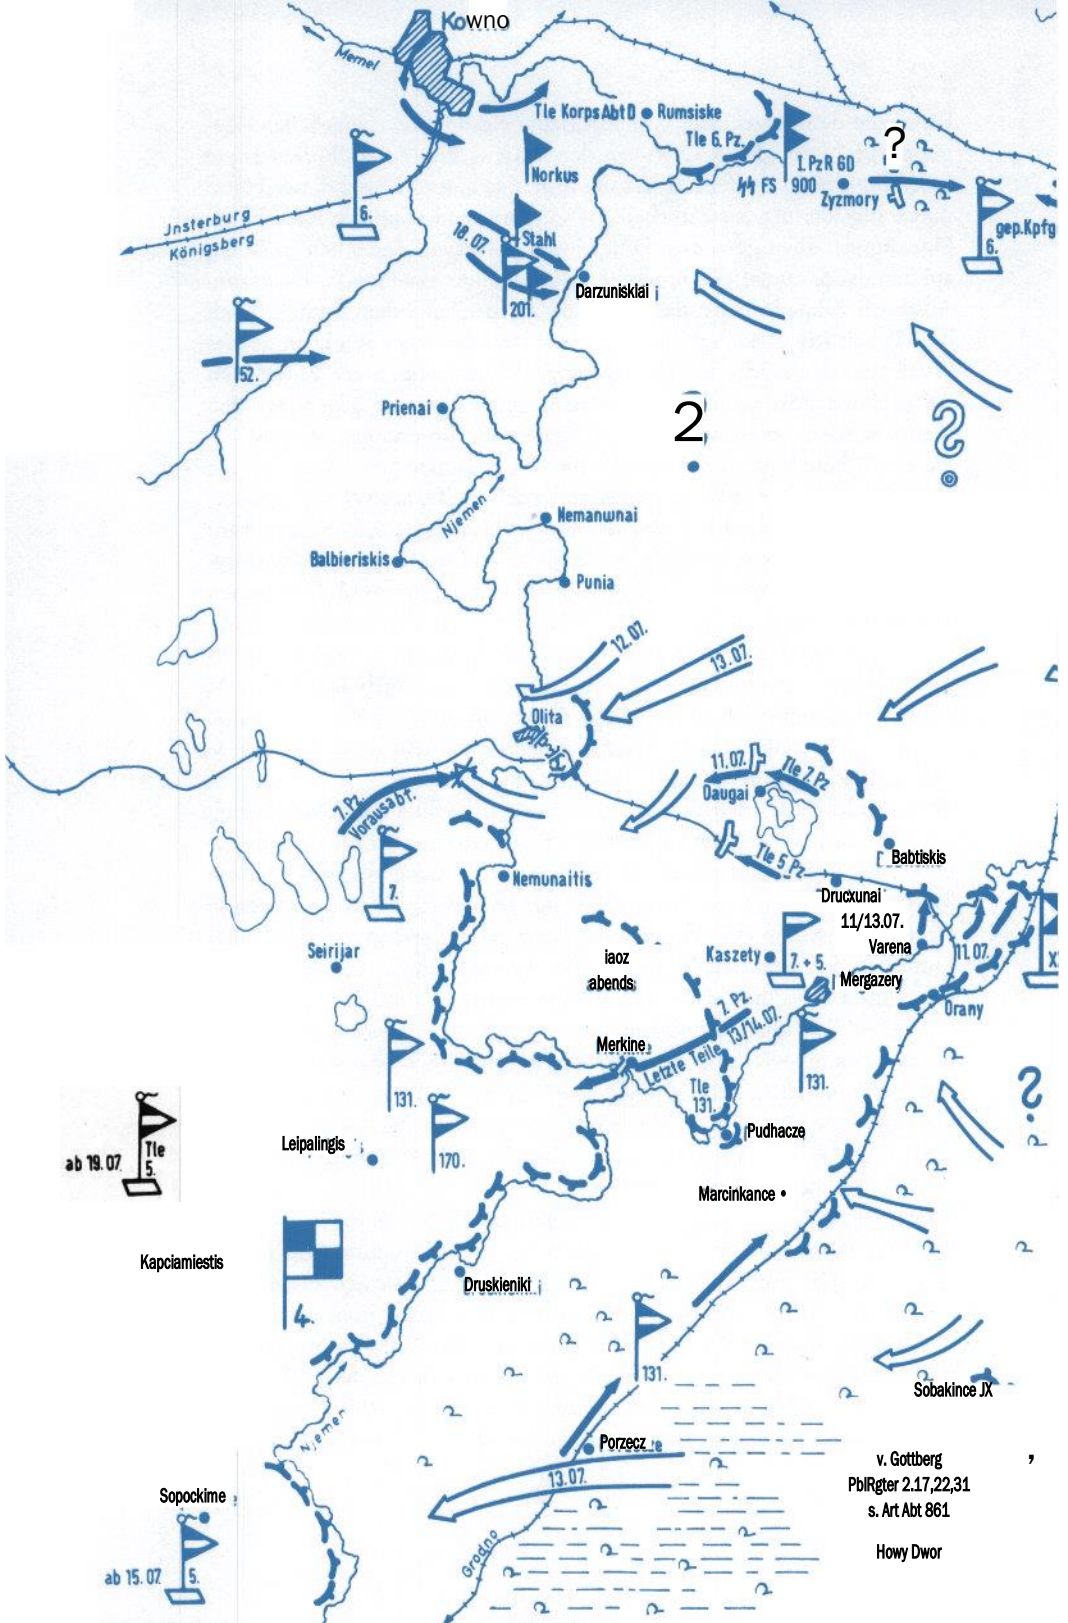 Kowno
Memel
Tle Korps Abt D
Rumsiske
Tle 6. Pz.
?
I. PzR GD
FS 900
Zyzmory
Norkus
6.
Jnsterburg
Königsberg
18.07.
Stahl
201.
Darzuniskiai
gep. Kpfg
6.
52.
Prienai
2
?
Njemen
Nemanwnai
Balbieriskis
Punia
12.07.
13.07.
Olita
11.07.
Tle 7. Pz
Daugai
7. Pz.
Vorausabt.
Babtiskis
Tle 5 Pz
7.
Nemunaitis
Drucxunai
11/13.07.
Varena
Seirijar
iaoz
abends
Kaszety
7. + 5.
11.07.
Mergazery
Orany
7. Pz.
Merkine
Letzte Teile 13/14.07.
131.
Tle
131.
131.
?
170.
Pudhacze
Leipalingis
ab 19.07.
Tle
5.
Marcinkance
Kapciamiestis
4.
Druskieniki
131.
Sobakince JX
Njemen
Porzecz
v. Gottberg
PblRgter 2.17,22,31
s. Art Abt 861
13.07.
Sopockime
Howy Dwor
Grodno
ab 15.07.
5.